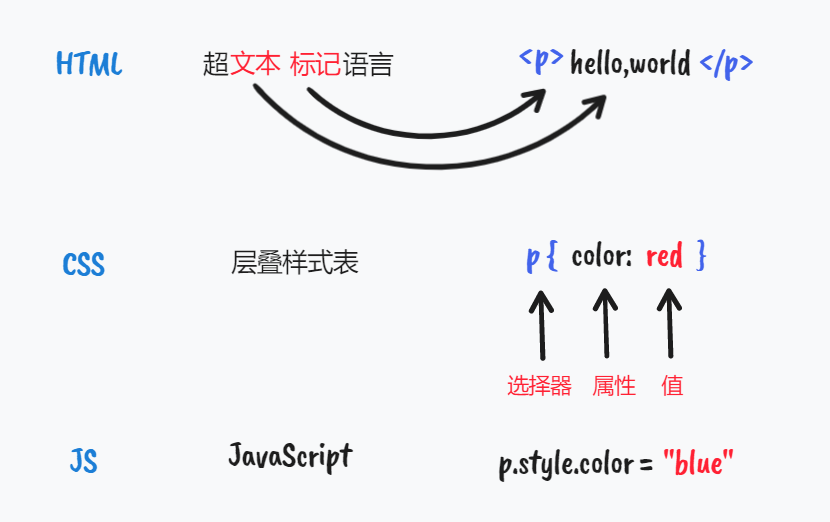 HTML 超文本 标记语言 <p> hello,world </p>
CSS 层叠样式表 p { color: red }
选择器 属性 值
JS JavaScript p.style.color = "blue"